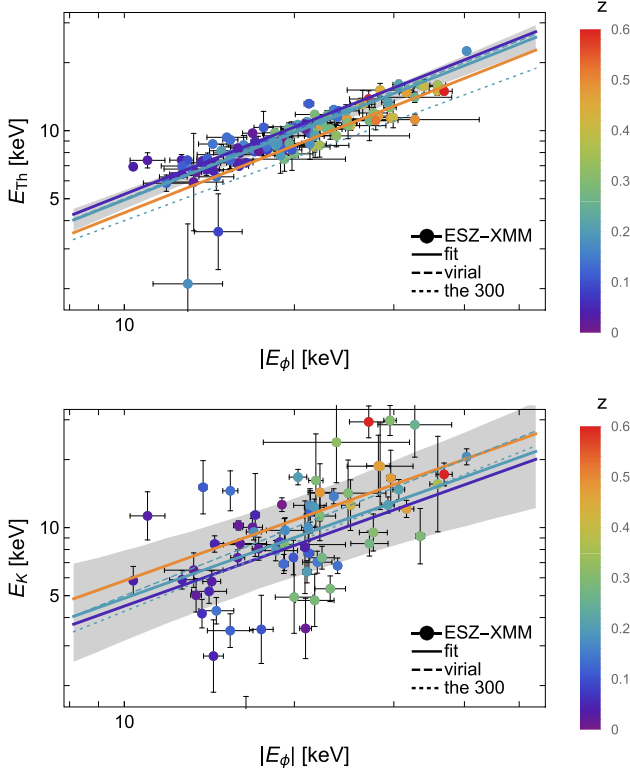 z
10
5
E_Th [keV]
ESZ-XMM
fit
virial
the 300
10
|E_ϕ| [keV]
0.6
0.5
0.4
0.3
0.2
0.1
0
z
10
5
E_K [keV]
ESZ-XMM
fit
virial
the 300
10
|E_ϕ| [keV]
0.6
0.5
0.4
0.3
0.2
0.1
0